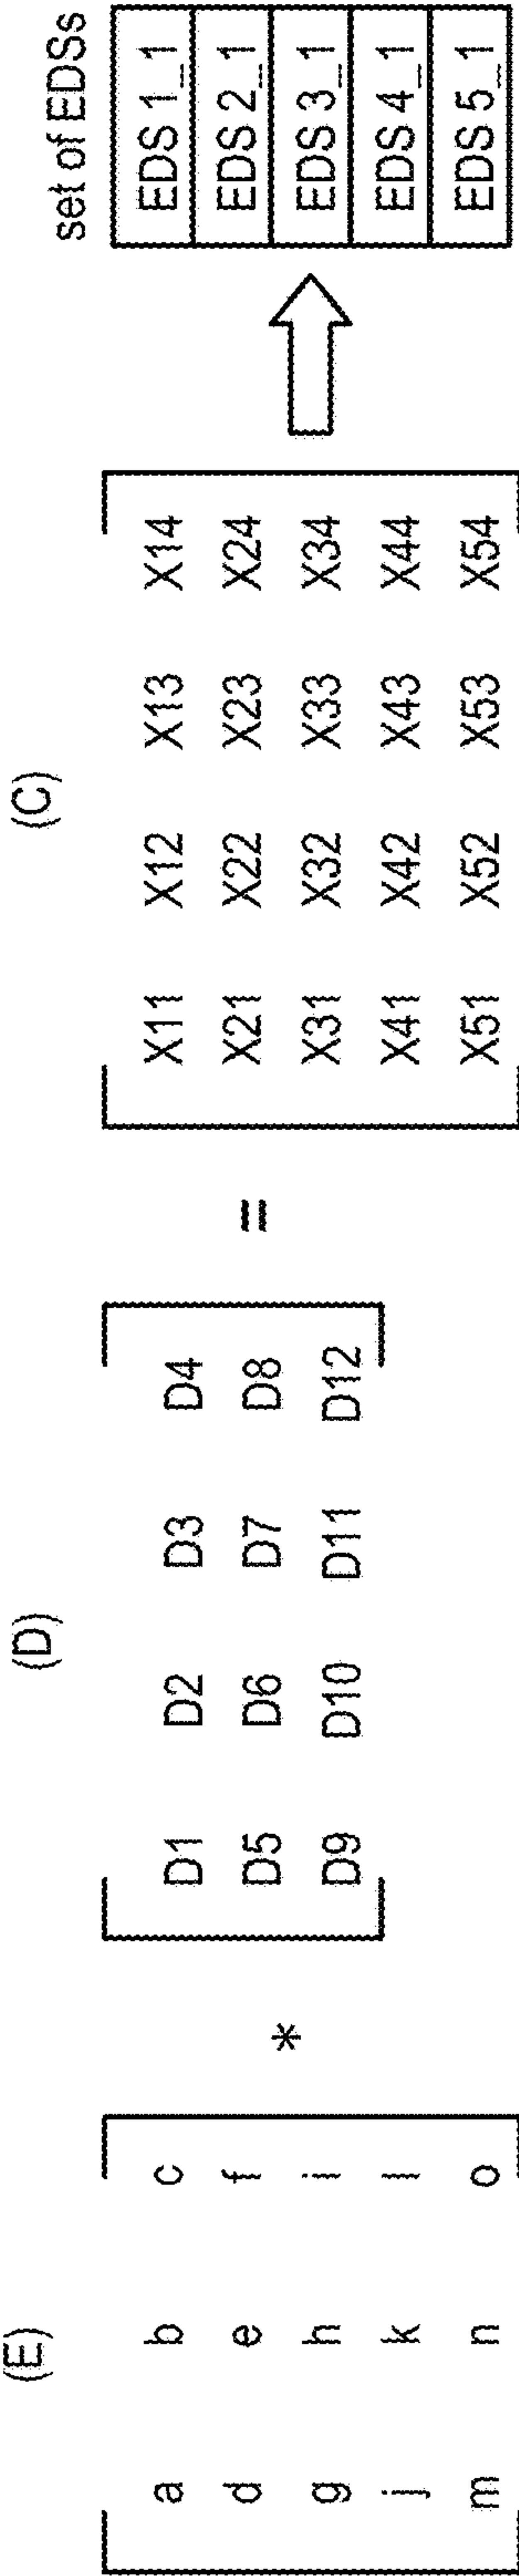 (E) (D) (C) set of EDSs
a b c D1 D2 D3 D4 X11 X12 X13 X14 EDS 1_1
d e f * D5 D6 D7 D8 = X21 X22 X23 X24 EDS 2_1
g h i D9 D10 D11 D12 X31 X32 X33 X34 EDS 3_1
j k l X41 X42 X43 X44 EDS 4_1
m n o X51 X52 X53 X54 EDS 5_1